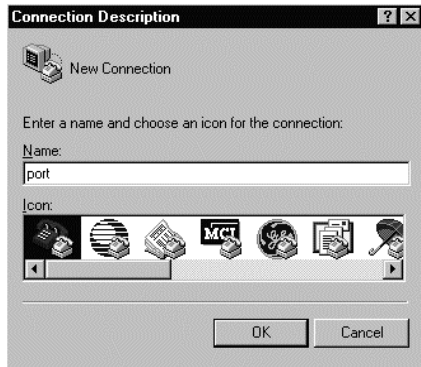 Connection Description
New Connection
Enter a name and choose an icon for the connection:
Name:
port
Icon:
MCI
OK Cancel